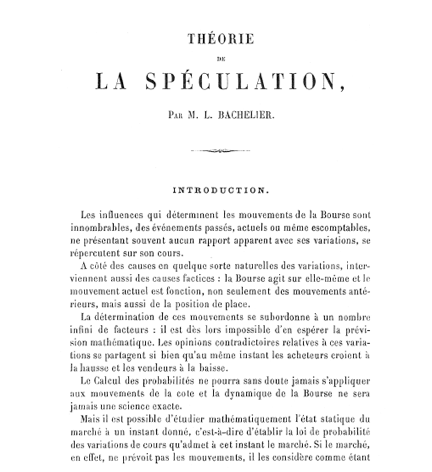 THÉORIE
DE
LA SPÉCULATION,
PAR M. L. BACHELIER.
INTRODUCTION.
Les influences qui déterminent les mouvements de la Bourse sont
innombrables, des événements passés, actuels ou même escomptables,
ne présentant souvent aucun rapport apparent avec ses variations, se
répercutent sur son cours.
A côté des causes en quelque sorte naturelles des variations, inter-
viennent aussi des causes factices : la Bourse agit sur elle-même et le
mouvement actuel est fonction, non seulement des mouvements anté-
rieurs, mais aussi de la position de place.
La détermination de ces mouvements se subordonne à un nombre
infini de facteurs : il est dès lors impossible d'en espérer la prévi-
sion mathématique. Les opinions contradictoires relatives à ces varia-
tions se partagent si bien qu'au même instant les acheteurs croient à
la hausse et les vendeurs à la baisse.
Le Calcul des probabilités ne pourra sans doute jamais s'appliquer
aux mouvements de la cote et la dynamique de la Bourse ne sera
jamais une science exacte.
Mais il est possible d'étudier mathématiquement l'état statique du
marché à un instant donné, c'est-à-dire d'établir la loi de probabilité
des variations de cours qu'admet à cet instant le marché. Si le marché,
en effet, ne prévoit pas les mouvements, il les considère comme étant